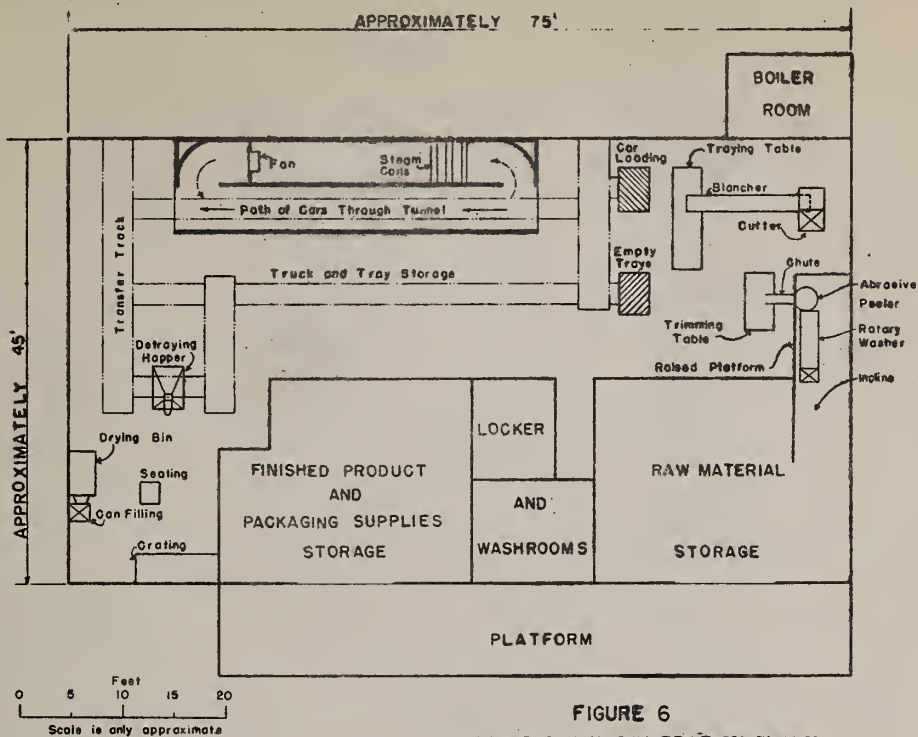 APPROXIMATELY 75'
BOILER
ROOM
Fan
Steam
Coils
Car
Loading
Traying Table
Blancher
Cutter
Path of Cars Through Tunnel
Transfer Track
Truck and Tray Storage
Empty
Trays
Chute
Abrasive
Peeler
Trimming
Table
Rotary
Washer
Raised Platform
Incline
Detraying
Hopper
APPROXIMATELY 45'
LOCKER
Drying Bin
FINISHED PRODUCT
AND
PACKAGING SUPPLIES
STORAGE
RAW MATERIAL
STORAGE
AND
WASHROOMS
Sealing
Can Filling
Crating
PLATFORM
Feet
0 5 10 15 20
Scale is only approximate
FIGURE 6